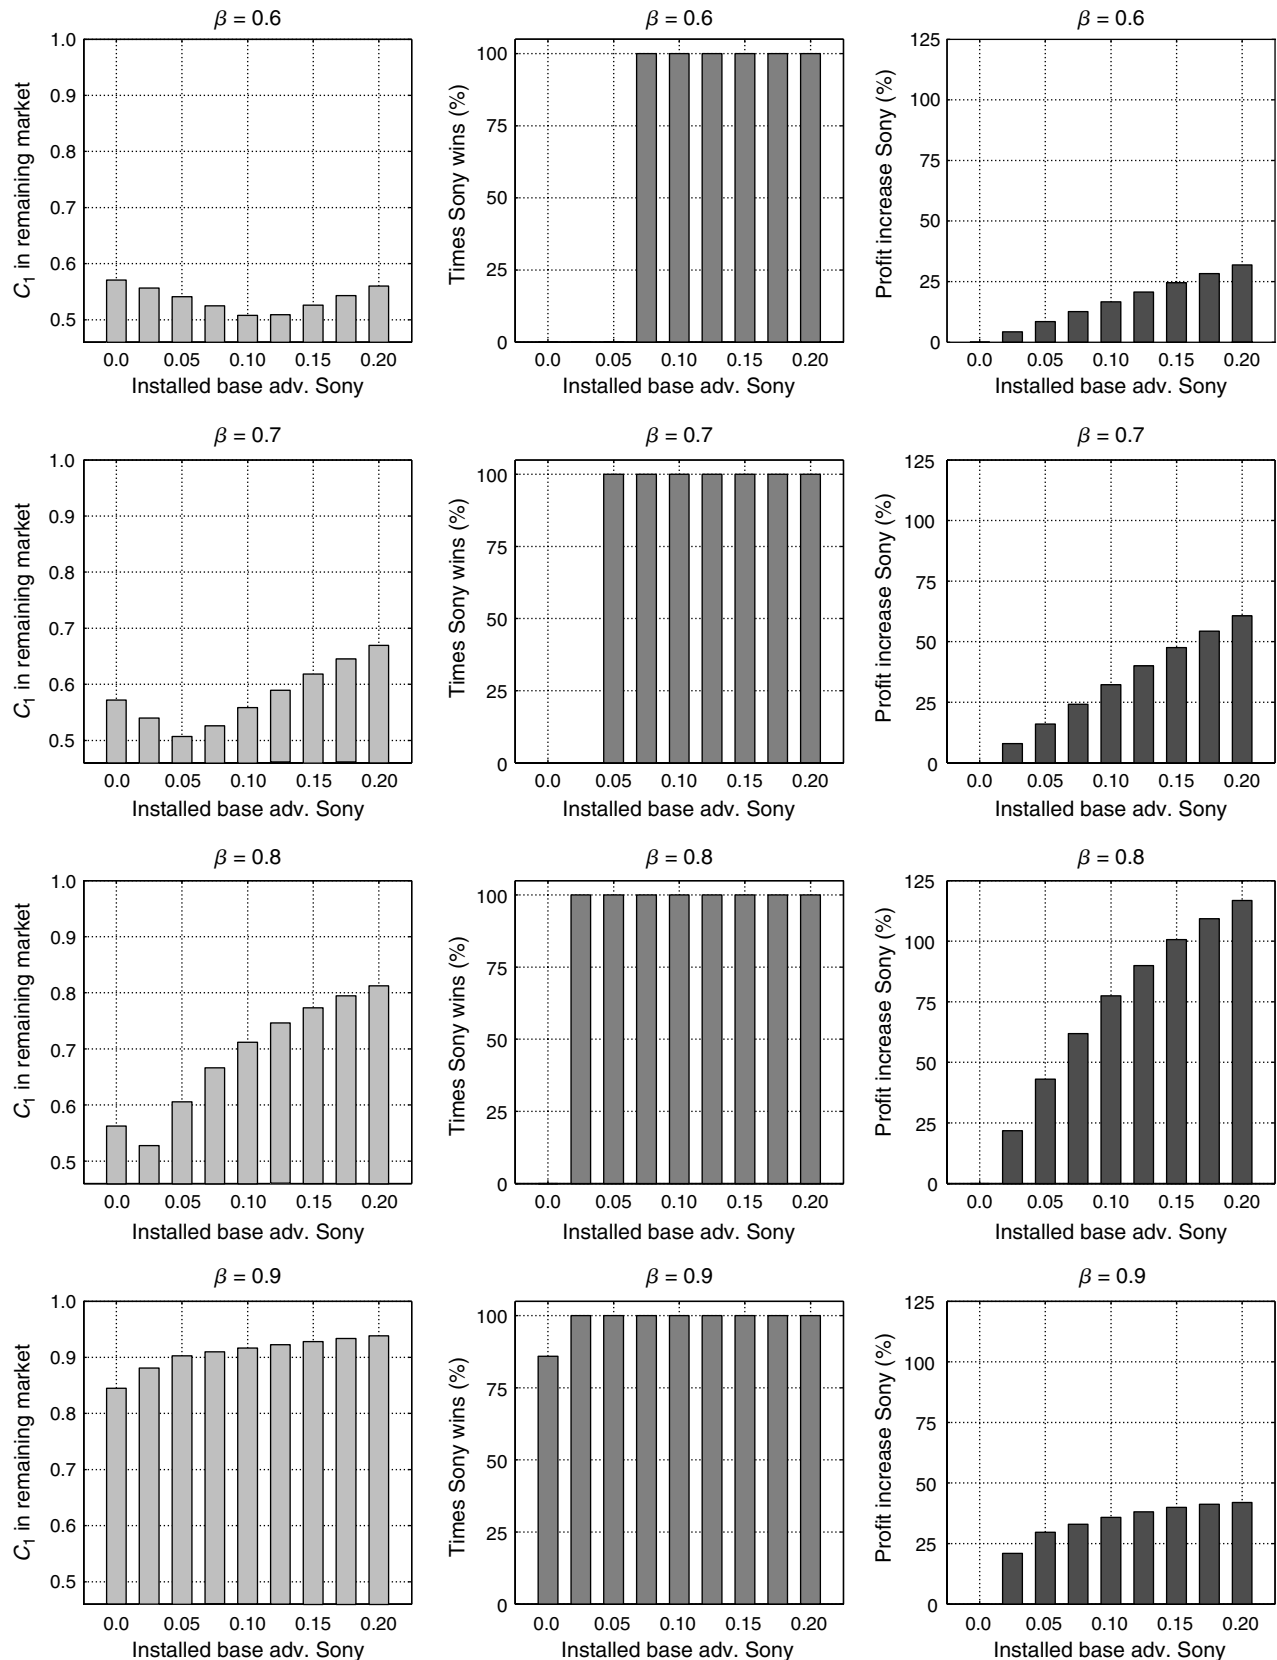 β = 0.6
1.0
0.9
0.8
0.7
0.6
0.5
C₁ in remaining market
0.0 0.05 0.10 0.15 0.20
Installed base adv. Sony
β = 0.6
100
75
50
25
0
Times Sony wins (%)
0.0 0.05 0.10 0.15 0.20
Installed base adv. Sony
β = 0.6
125
100
75
50
25
0
Profit increase Sony (%)
0.0 0.05 0.10 0.15 0.20
Installed base adv. Sony
β = 0.7
1.0
0.9
0.8
0.7
0.6
0.5
C₁ in remaining market
0.0 0.05 0.10 0.15 0.20
Installed base adv. Sony
β = 0.7
100
75
50
25
0
Times Sony wins (%)
0.0 0.05 0.10 0.15 0.20
Installed base adv. Sony
β = 0.7
125
100
75
50
25
0
Profit increase Sony (%)
0.0 0.05 0.10 0.15 0.20
Installed base adv. Sony
β = 0.8
1.0
0.9
0.8
0.7
0.6
0.5
C₁ in remaining market
0.0 0.05 0.10 0.15 0.20
Installed base adv. Sony
β = 0.8
100
75
50
25
0
Times Sony wins (%)
0.0 0.05 0.10 0.15 0.20
Installed base adv. Sony
β = 0.8
125
100
75
50
25
0
Profit increase Sony (%)
0.0 0.05 0.10 0.15 0.20
Installed base adv. Sony
β = 0.9
1.0
0.9
0.8
0.7
0.6
0.5
C₁ in remaining market
0.0 0.05 0.10 0.15 0.20
Installed base adv. Sony
β = 0.9
100
75
50
25
0
Times Sony wins (%)
0.0 0.05 0.10 0.15 0.20
Installed base adv. Sony
β = 0.9
125
100
75
50
25
0
Profit increase Sony (%)
0.0 0.05 0.10 0.15 0.20
Installed base adv. Sony